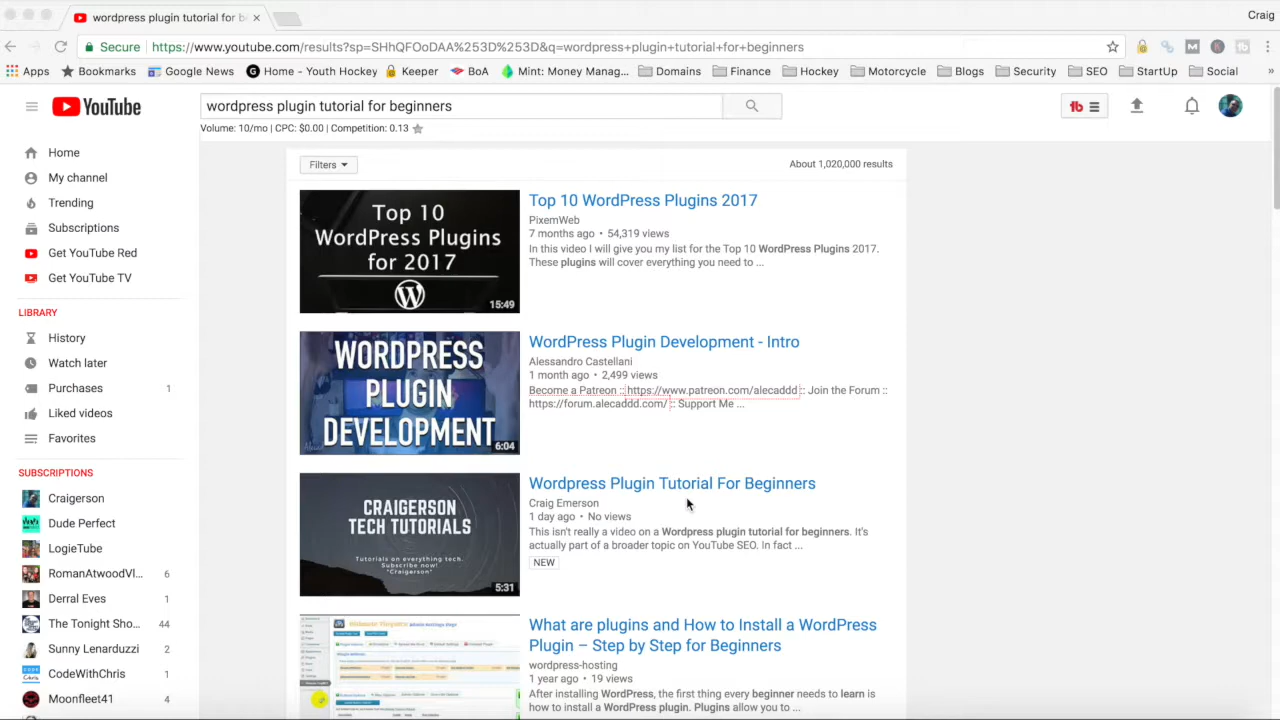 wordpress plugin tutorial for b
Craig
Secure https://www.youtube.com/results?sp=SHhQFOoDAA%253D%253D&q=wordpress+plugin+tutorial+for+beginners
Apps Bookmarks Google News Home - Youth Hockey Keeper BoA Mint: Money Manag... Domains Finance Hockey Motorcycle Blogs Security SEO StartUp Social »
YouTube
wordpress plugin tutorial for beginners
Volume: 10/mo | CPC: $0.00 | Competition: 0.13
Home
My channel
Trending
Subscriptions
Get YouTube Red
Get YouTube TV
LIBRARY
History
Watch later
Purchases 1
Liked videos
Favorites
SUBSCRIPTIONS
Craigerson
Dude Perfect
LogieTube
RomanAtwoodVl...
Derral Eves 1
The Tonight Sho... 44
CodeWithChris
Moonflr41 4
Filters
About 1,020,000 results
Top 10
WordPress Plugins
for 2017
15:49
Top 10 WordPress Plugins 2017
PixemWeb
7 months ago • 54,319 views
In this video I will give you my list for the Top 10 WordPress Plugins 2017.
These plugins will cover everything you need to ...
WORDPRESS
PLUGIN
DEVELOPMENT
6:04
WordPress Plugin Development - Intro
Alessandro Castellani
1 month ago • 2,499 views
Become a Patreon :: https://www.patreon.com/alecaddd :: Join the Forum ::
https://forum.alecaddd.com/ :: Support Me ...
CRAIGERSON
TECH TUTORIALS
Tutorials on everything tech.
Subscribe now!
"Craigerson"
5:31
Wordpress Plugin Tutorial For Beginners
Craig Emerson
1 day ago • No views
This isn't really a video on a Wordpress plugin tutorial for beginners. It's
actually part of a broader topic on YouTube SEO. In fact ...
NEW
What are plugins and How to Install a WordPress
Plugin - Step by Step for Beginners
wordpress-hosting
1 year ago • 19 views
After installing WordPress, the first thing every beginner needs to learn is
how to install a Wordpress plugin. Plugins allow you to ...